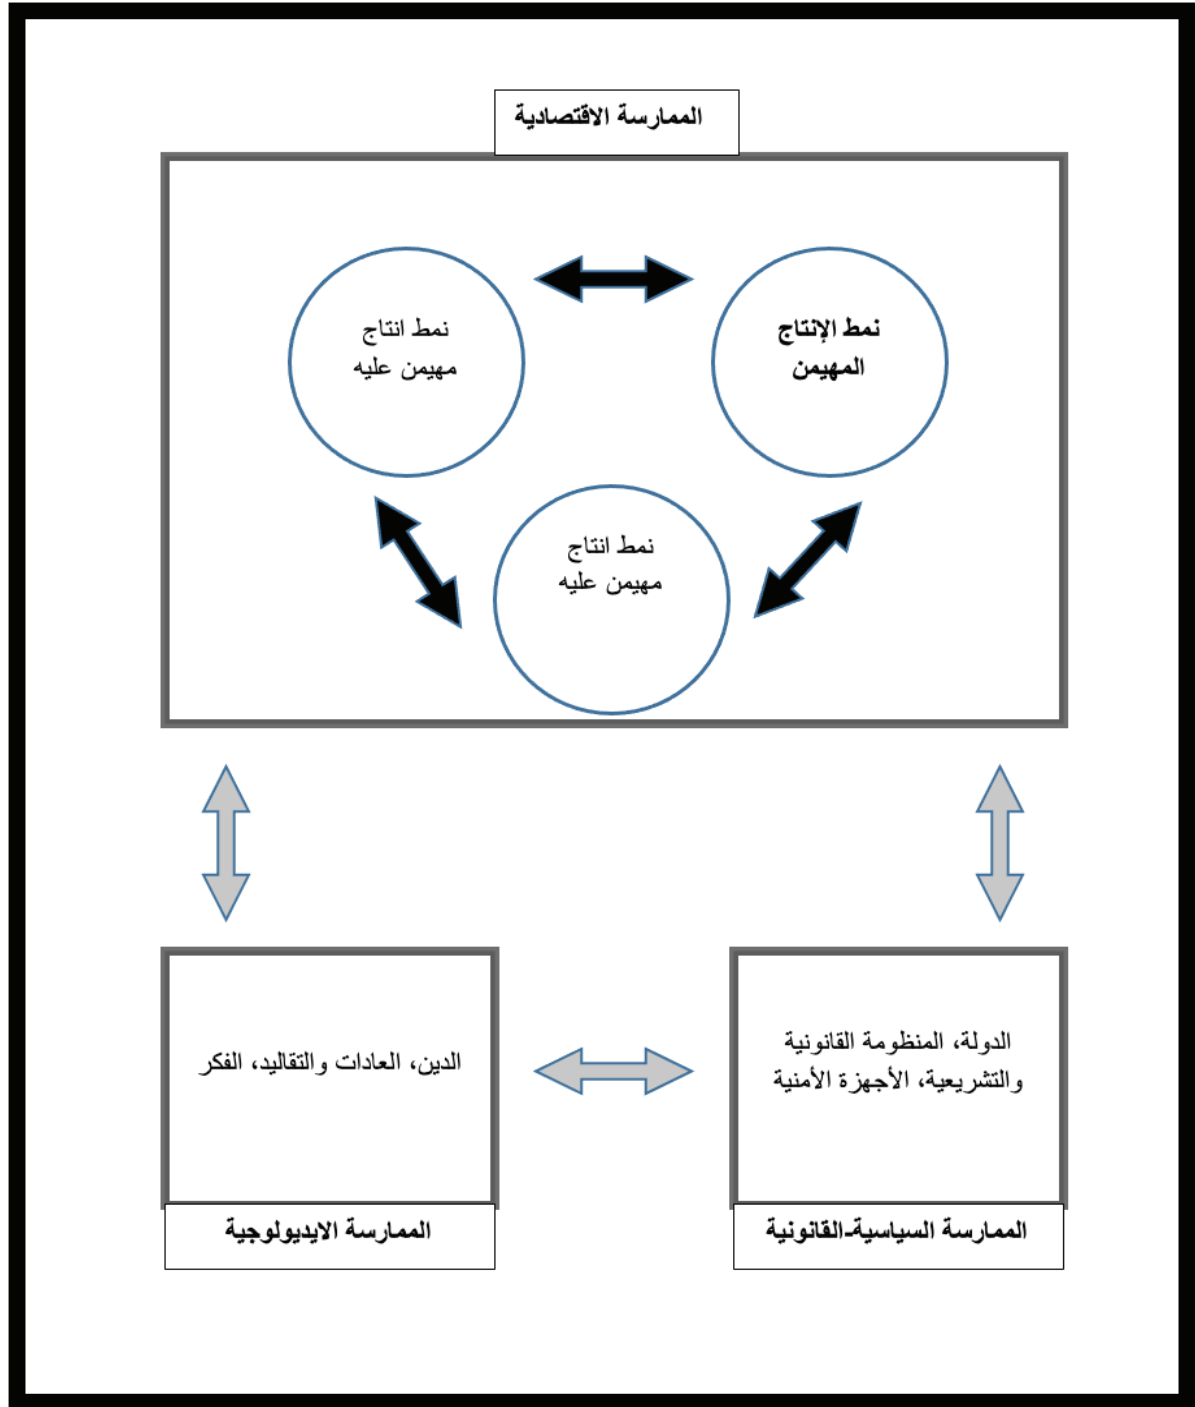 الممارسة الاقتصادية
نمط الإنتاج
المهيمن
نمط انتاج
مهيمن عليه
نمط انتاج
مهيمن عليه
الدولة، المنظومة القانونية
والتشريعية، الأجهزة الأمنية
الممارسة السياسية-القانونية
الدين، العادات والتقاليد، الفكر
الممارسة الايديولوجية